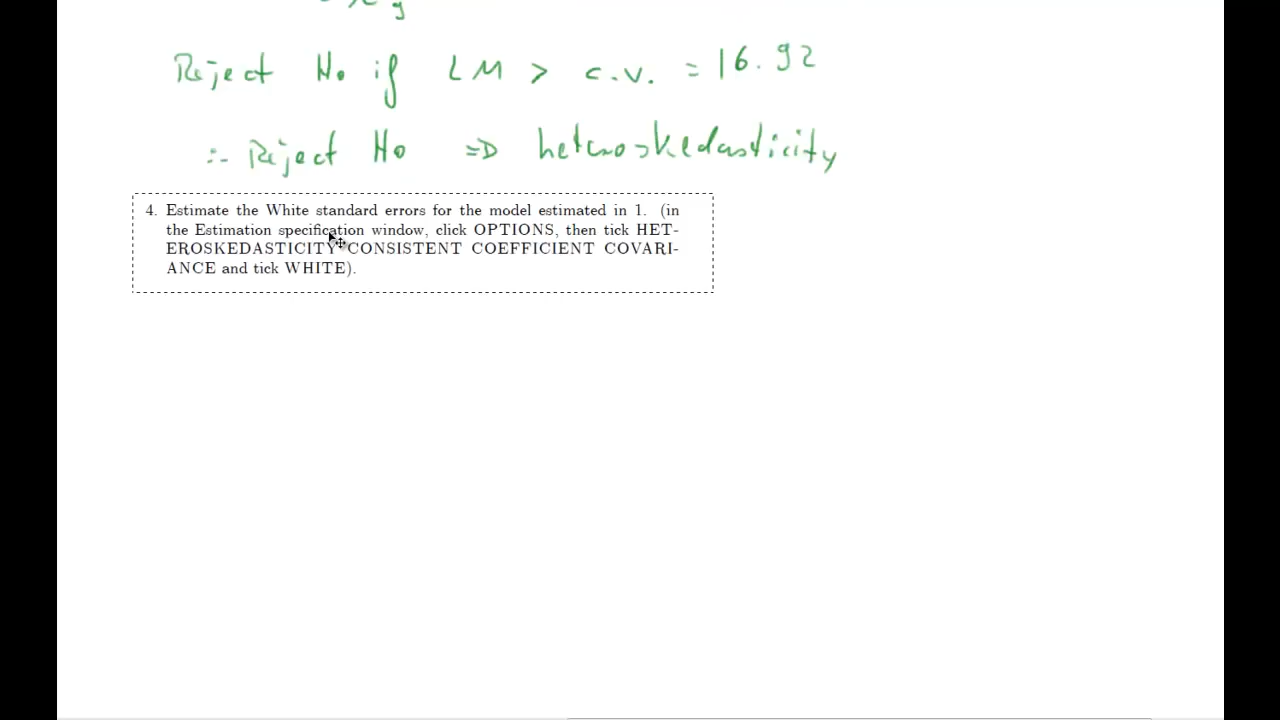 Reject Ho if LM > c.v. = 16.92
∴ Reject Ho => heteroskedasticity
4. Estimate the White standard errors for the model estimated in 1. (in
the Estimation specification window, click OPTIONS, then tick HET-
EROSKEDASTICITY CONSISTENT COEFFICIENT COVARI-
ANCE and tick WHITE).